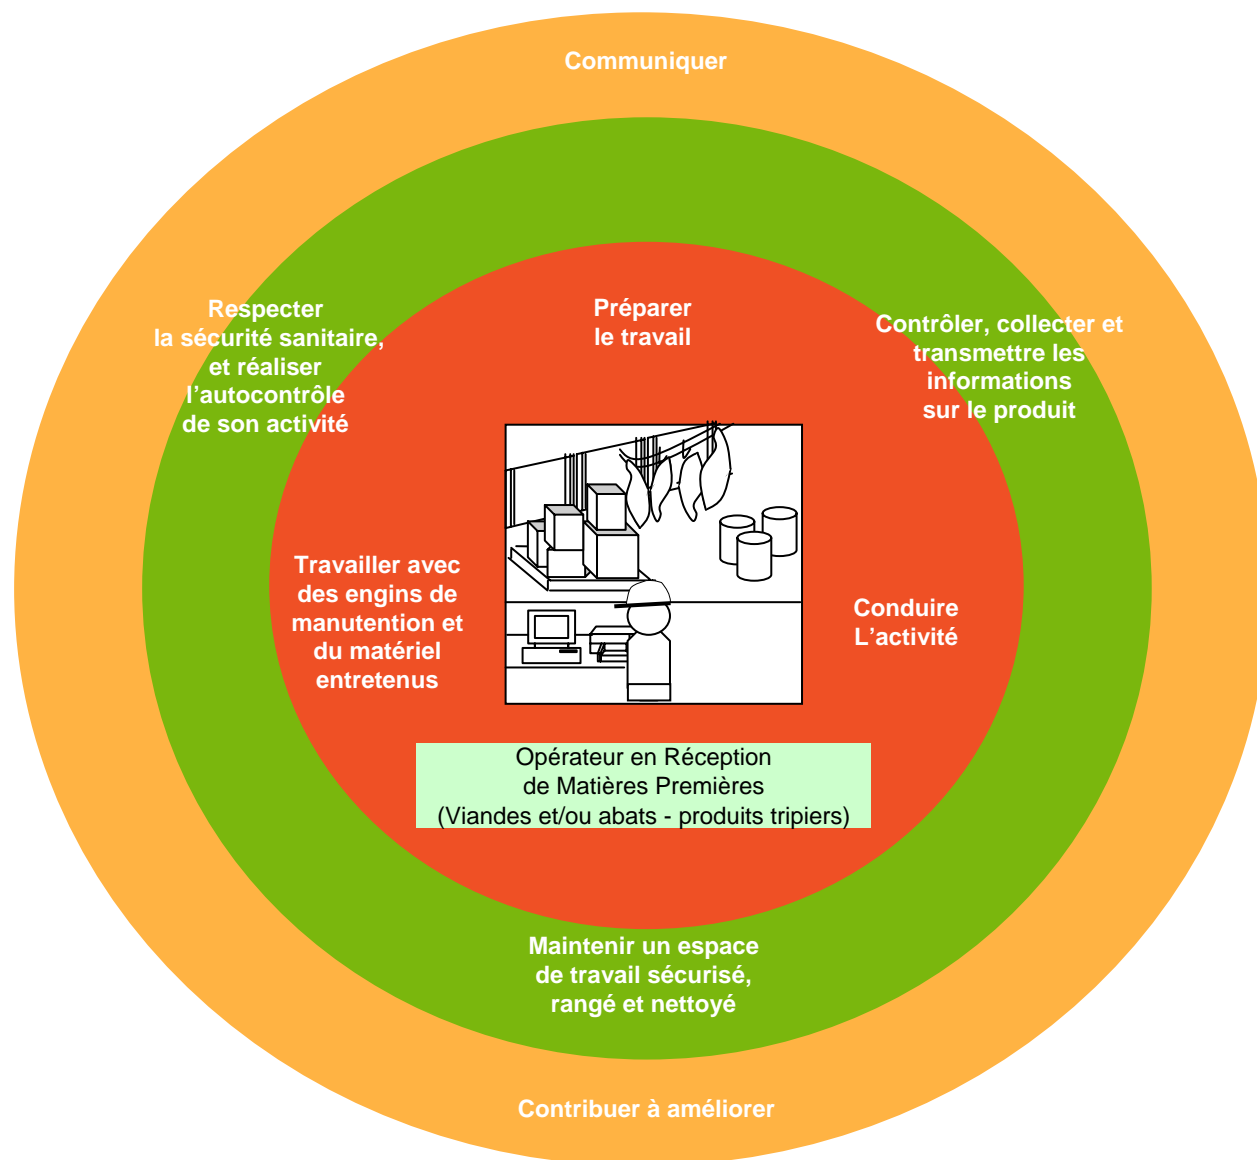 Communiquer
Respecter
la sécurité sanitaire,
et réaliser
l’autocontrôle
de son activité
Préparer
le travail
Contrôler, collecter et
transmettre les
informations
sur le produit
Travailler avec
des engins de
manutention et
du matériel
entretenus
Conduire
L’activité
Opérateur en Réception
de Matières Premières
(Viandes et/ou abats - produits tripiers)
Maintenir un espace
de travail sécurisé,
rangé et nettoyé
Contribuer à améliorer